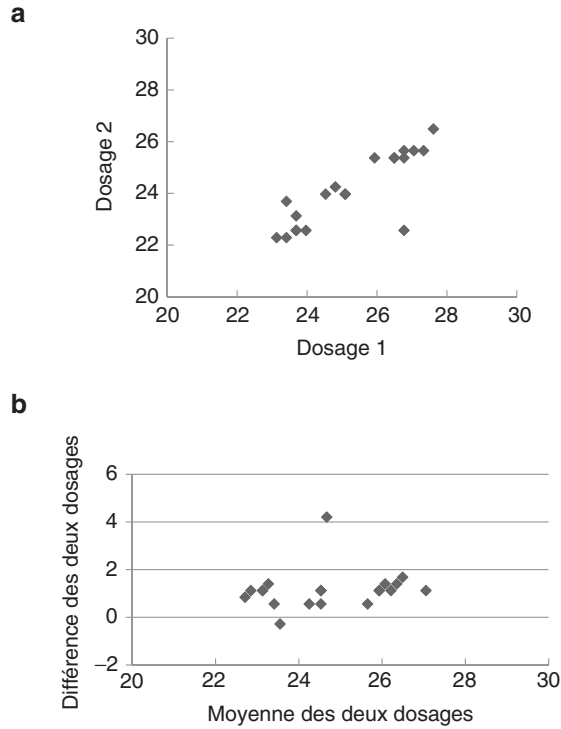 a
30
28
26
24
22
20
Dosage 2
20 22 24 26 28 30
Dosage 1
b
6
4
2
0
–2
Différence des deux dosages
20 22 24 26 28 30
Moyenne des deux dosages